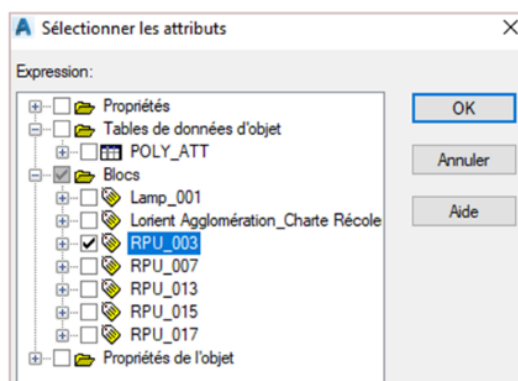 Sélectionner les attributs
Expression:
Propriétés
Tables de données d'objet
POLY_ATT
Blocs
Lamp_001
Lorient Agglomération_Charte Récole
RPU_003
RPU_007
RPU_013
RPU_015
RPU_017
Propriétés de l'objet
OK
Annuler
Aide